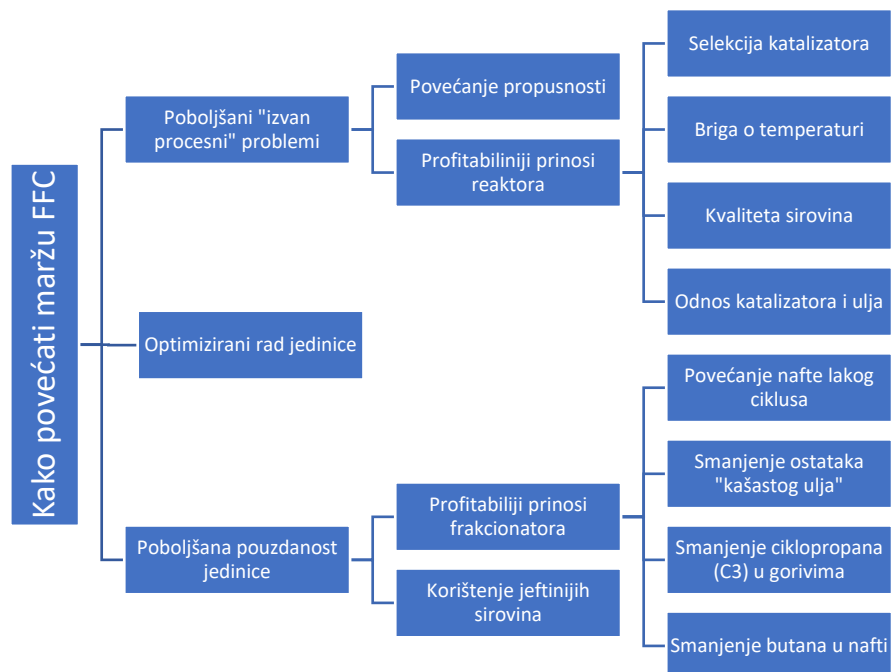 Kako povećati maržu FFC
Poboljšani "izvan
procesni" problemi
Povećanje propusnosti
Profitabiliniji prinosi
reaktora
Selekcija katalizatora
Briga o temperaturi
Kvaliteta sirovina
Odnos katalizatora i ulja
Optimizirani rad jedinice
Poboljšana pouzdanost
jedinice
Profitabiliji prinosi
frakcionatora
Korištenje jeftinijih
sirovina
Povećanje nafte lakog
ciklusa
Smanjenje ostataka
"kašastog ulja"
Smanjenje ciklopropana
(C3) u gorivima
Smanjenje butana u nafti